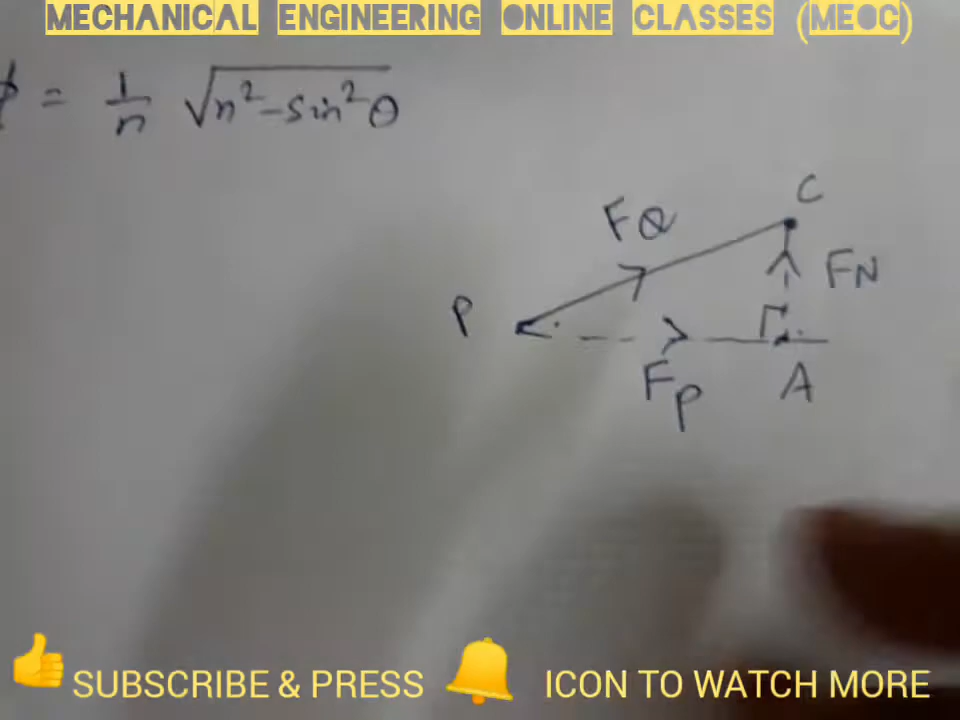 MECHANICAL ENGINEERING ONLINE CLASSES (MEOC)
= 1/n √n²-sin²θ
C
FQ
FN
P
FP
A
SUBSCRIBE & PRESS ICON TO WATCH MORE